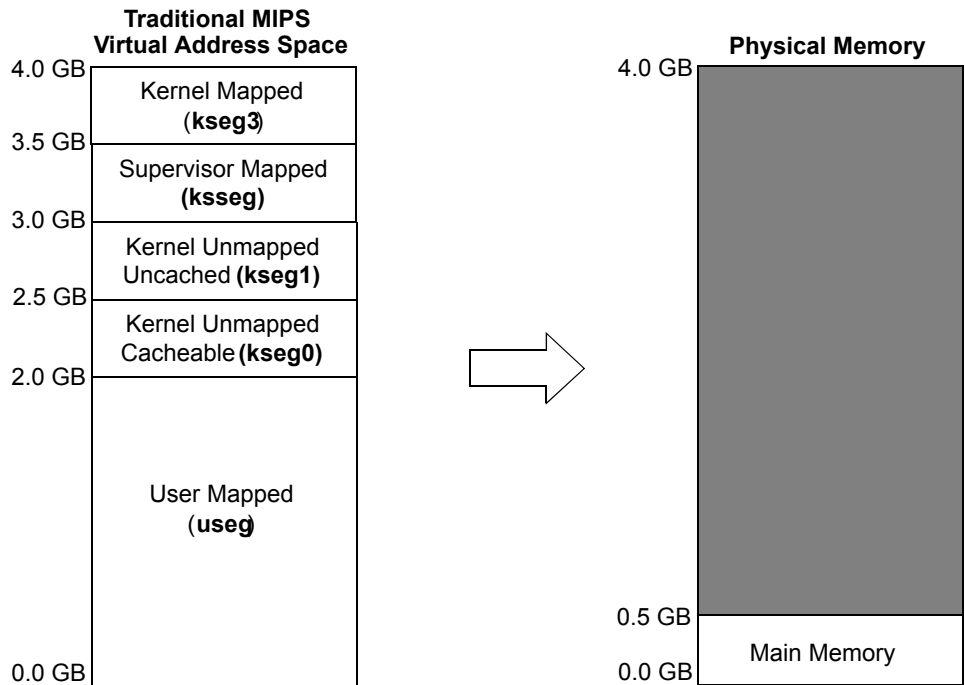 Traditional MIPS
Virtual Address Space
4.0 GB
Kernel Mapped
(kseg3)
3.5 GB
Supervisor Mapped
(ksseg)
3.0 GB
Kernel Unmapped
Uncached (kseg1)
2.5 GB
Kernel Unmapped
Cacheable (kseg0)
2.0 GB
User Mapped
(useg)
0.0 GB
Physical Memory
4.0 GB
0.5 GB
Main Memory
0.0 GB